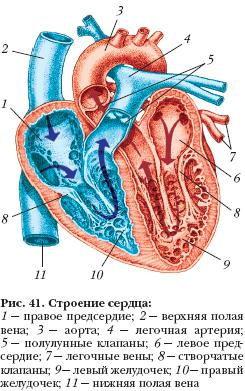 3
4
2
5
1
7
6
8
8
9
10
11
Рис. 41. Строение сердца:
1 — правое предсердие; 2 — верхняя полая
вена; 3 — аорта; 4 — легочная артерия;
5 — полулунные клапаны; 6 — левое пред-
сердие; 7 — легочные вены; 8 — створчатые
клапаны; 9 — левый желудочек; 10 — правый
желудочек; 11 — нижняя полая вена